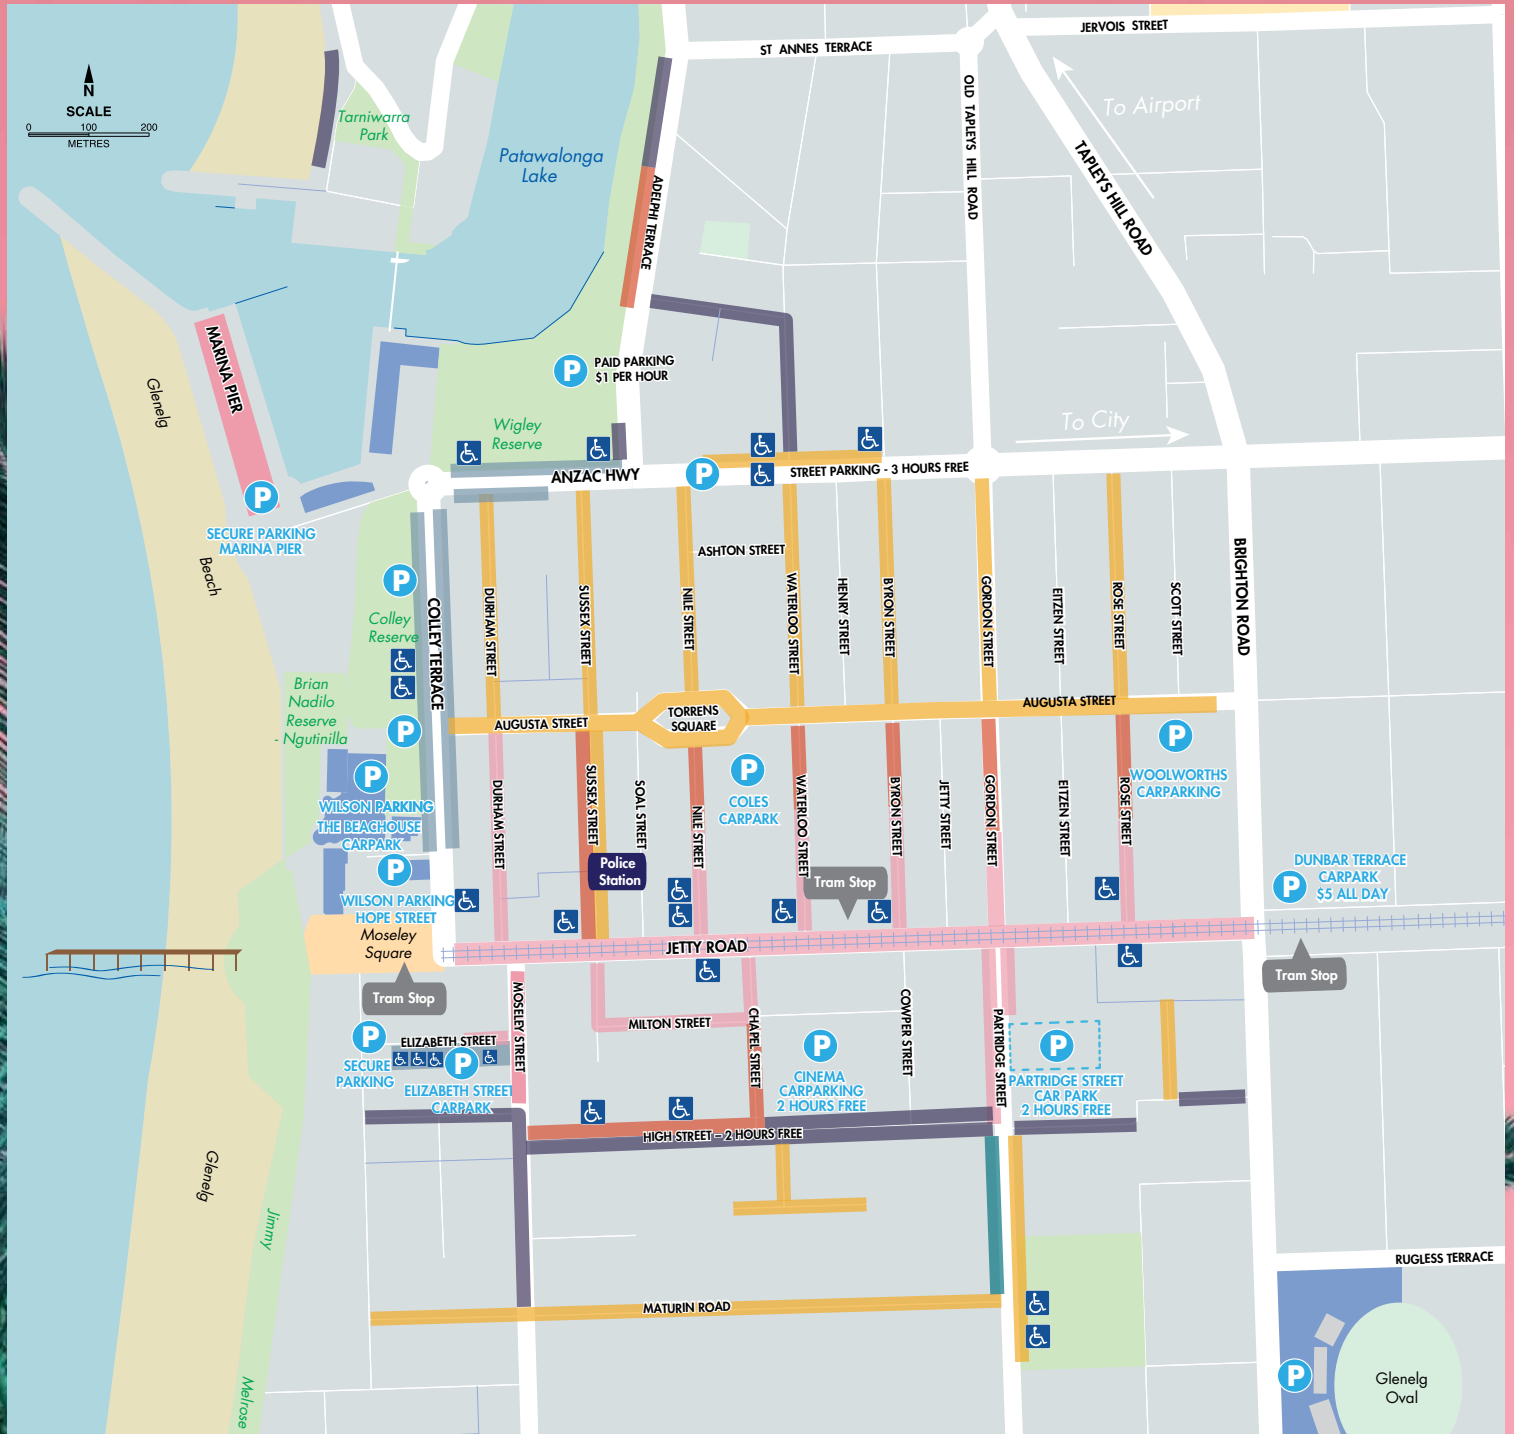 JERVOIS STREET
ST ANNES TERRACE
N
SCALE
0 100 200
METRES
Tarniwarra
Park
Patawalonga
Lake
OLD TAPLEYS HILL ROAD
To Airport
TAPLEYS HILL ROAD
ADELPHI TERRACE
MARINA PIER
PAID PARKING
$1 PER HOUR
P
Glenelg
Wigley
Reserve
To City
ANZAC HWY
P
STREET PARKING - 3 HOURS FREE
P
SECURE PARKING
MARINA PIER
Beach
ASHTON STREET
BRIGHTON ROAD
P
Colley
Reserve
COLLEY TERRACE
DURHAM STREET
SUSSEX STREET
NILE STREET
WATERLOO STREET
HENRY STREET
BYRON STREET
GORDON STREET
EITZEN STREET
ROSE STREET
SCOTT STREET
Brian
Nadilo
Reserve
- Ngutinilla
P
AUGUSTA STREET
TORRENS
SQUARE
AUGUSTA STREET
P
WOOLWORTHS
CARPARKING
P
WILSON PARKING
THE BEACHOUSE
CARPARK
P
COLES
CARPARK
DURHAM STREET
SUSSEX STREET
SOAL STREET
NILE STREET
WATERLOO STREET
BYRON STREET
JETTY STREET
GORDON STREET
EITZEN STREET
ROSE STREET
P
WILSON PARKING
HOPE STREET
Police
Station
Tram Stop
P
DUNBAR TERRACE
CARPARK
$5 ALL DAY
Moseley
Square
JETTY ROAD
Tram Stop
Tram Stop
MOSELEY STREET
MILTON STREET
CHAPEL STREET
COWPER STREET
PARTRIDGE STREET
P
SECURE
PARKING
ELIZABETH STREET
P
ELIZABETH STREET
CARPARK
P
CINEMA
CARPARKING
2 HOURS FREE
P
PARTRIDGE STREET
CAR PARK
2 HOURS FREE
HIGH STREET – 2 HOURS FREE
Glenelg
Jimmy
Melrose
MATURIN ROAD
RUGLESS TERRACE
P
Glenelg
Oval